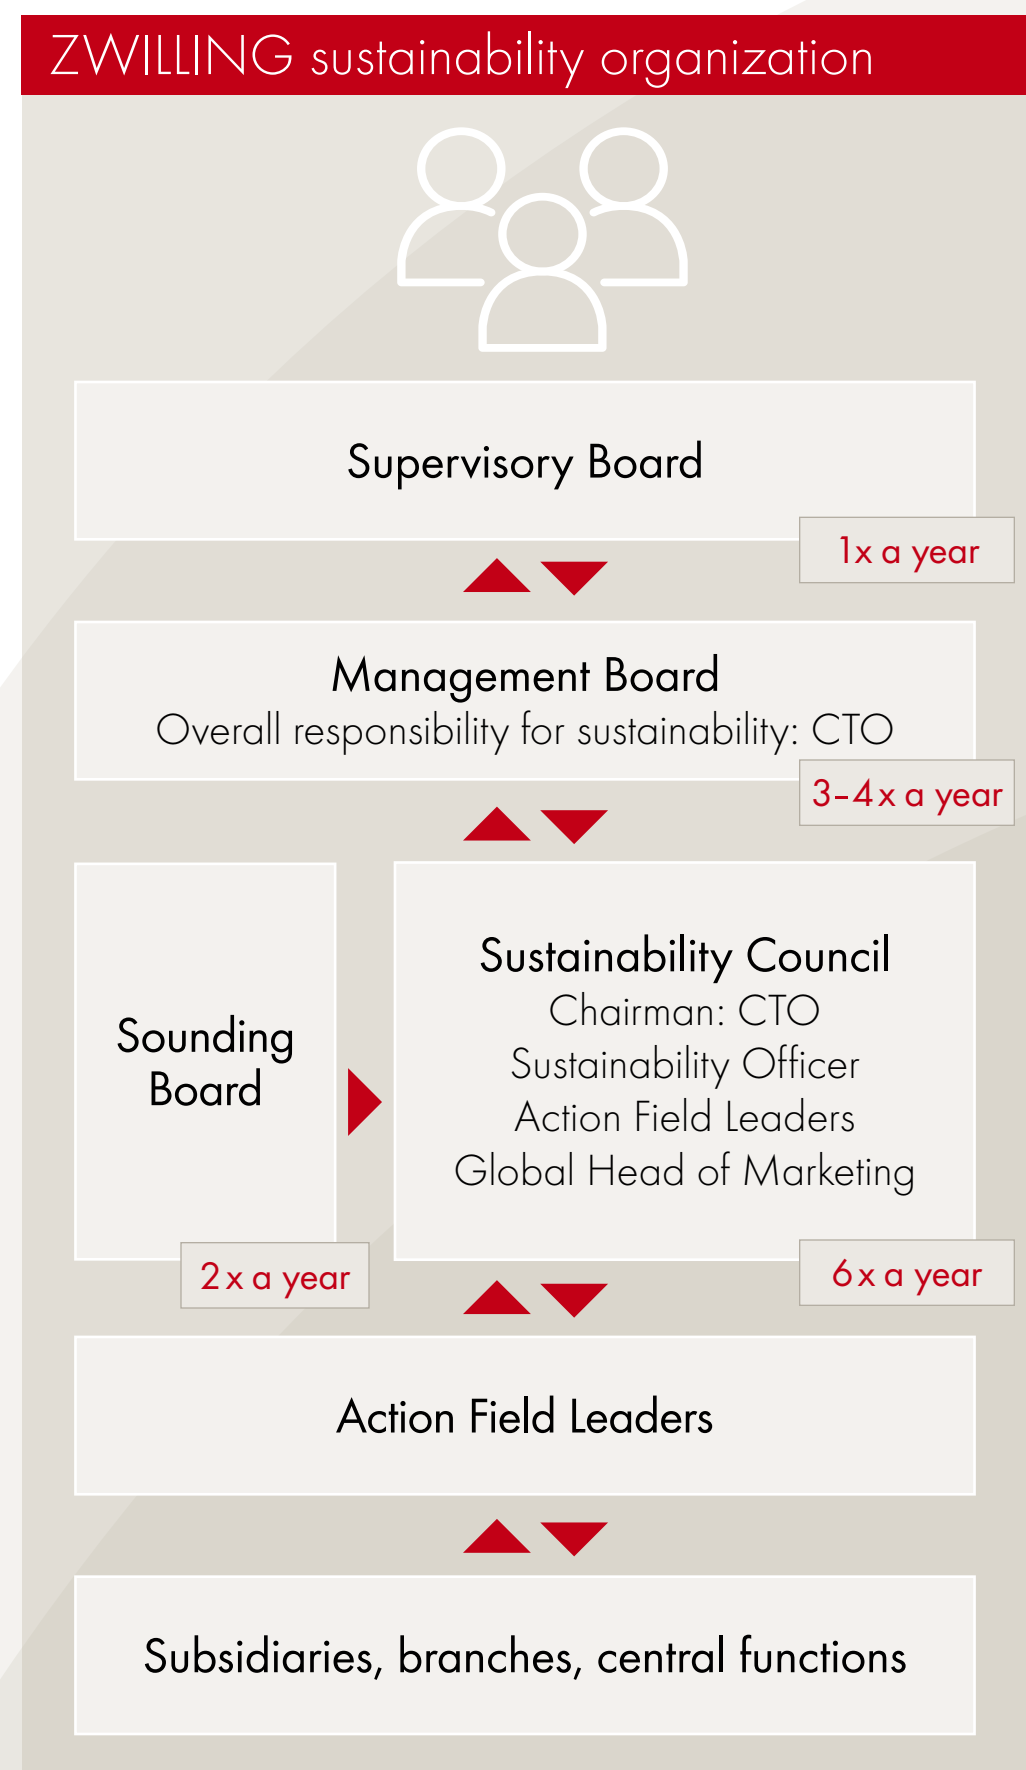 ZWILLING sustainability organization
Supervisory Board
1x a year
Management Board
Overall responsibility for sustainability: CTO
3–4x a year
Sounding
Board
2x a year
Sustainability Council
Chairman: CTO
Sustainability Officer
Action Field Leaders
Global Head of Marketing
6x a year
Action Field Leaders
Subsidiaries, branches, central functions